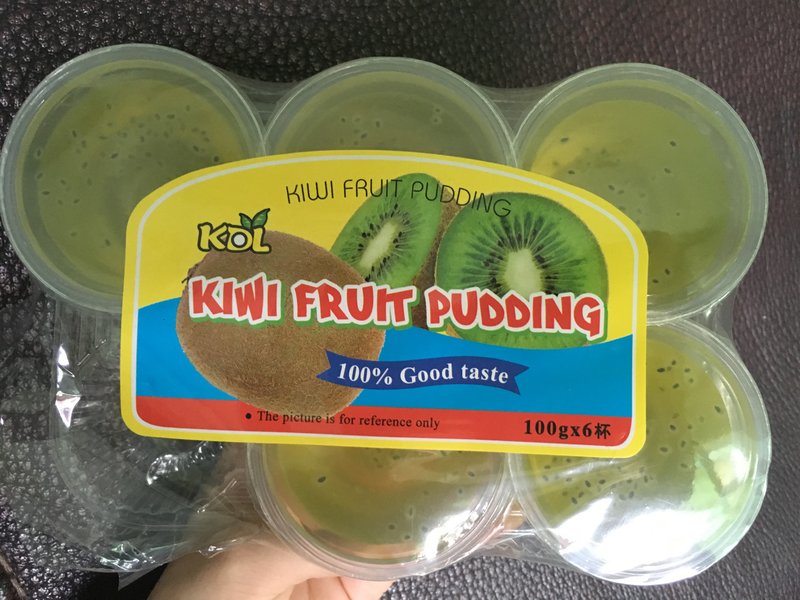 KIWI FRUIT PUDDING
KOL
KIWI FRUIT PUDDING
100% Good taste
• The picture is for reference only
100gx6杯